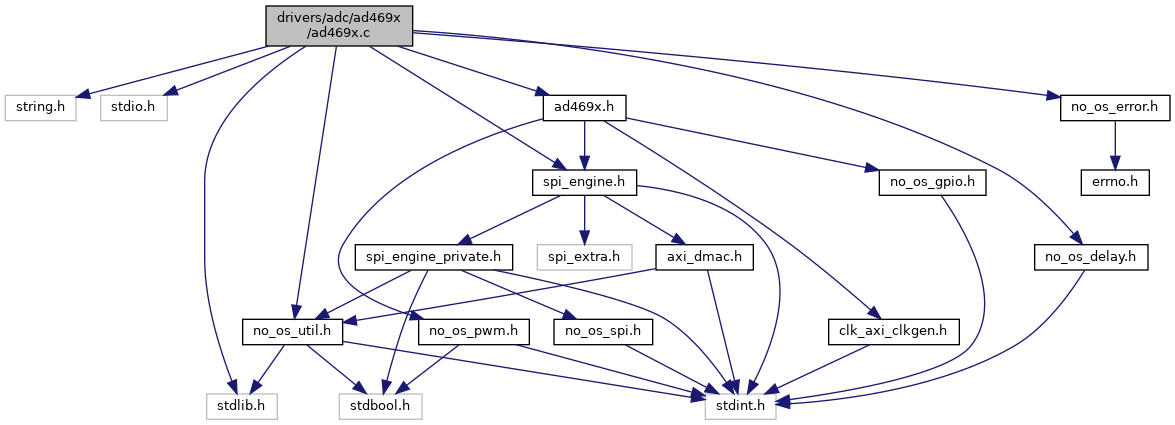 drivers/adc/ad469x
/ad469x.c
string.h
stdio.h
ad469x.h
no_os_error.h
spi_engine.h
no_os_gpio.h
errno.h
spi_engine_private.h
spi_extra.h
axi_dmac.h
no_os_delay.h
no_os_util.h
no_os_pwm.h
no_os_spi.h
clk_axi_clkgen.h
stdlib.h
stdbool.h
stdint.h